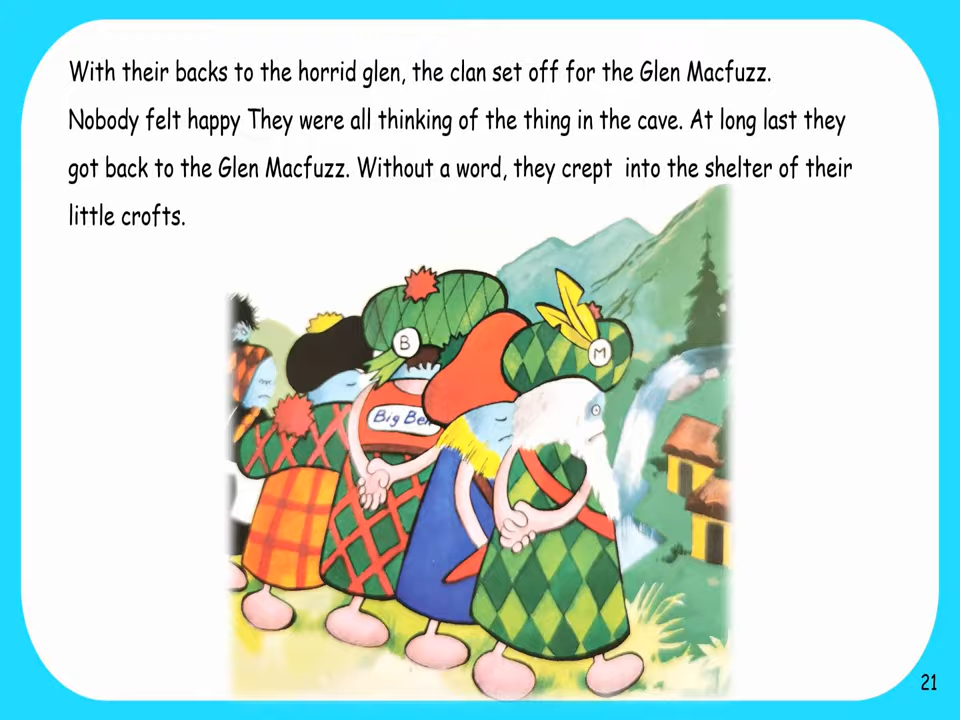 With their backs to the horrid glen, the clan set off for the Glen Macfuzz.
Nobody felt happy They were all thinking of the thing in the cave. At long last they
got back to the Glen Macfuzz. Without a word, they crept into the shelter of their
little crofts.
B
M
Big Ben
21